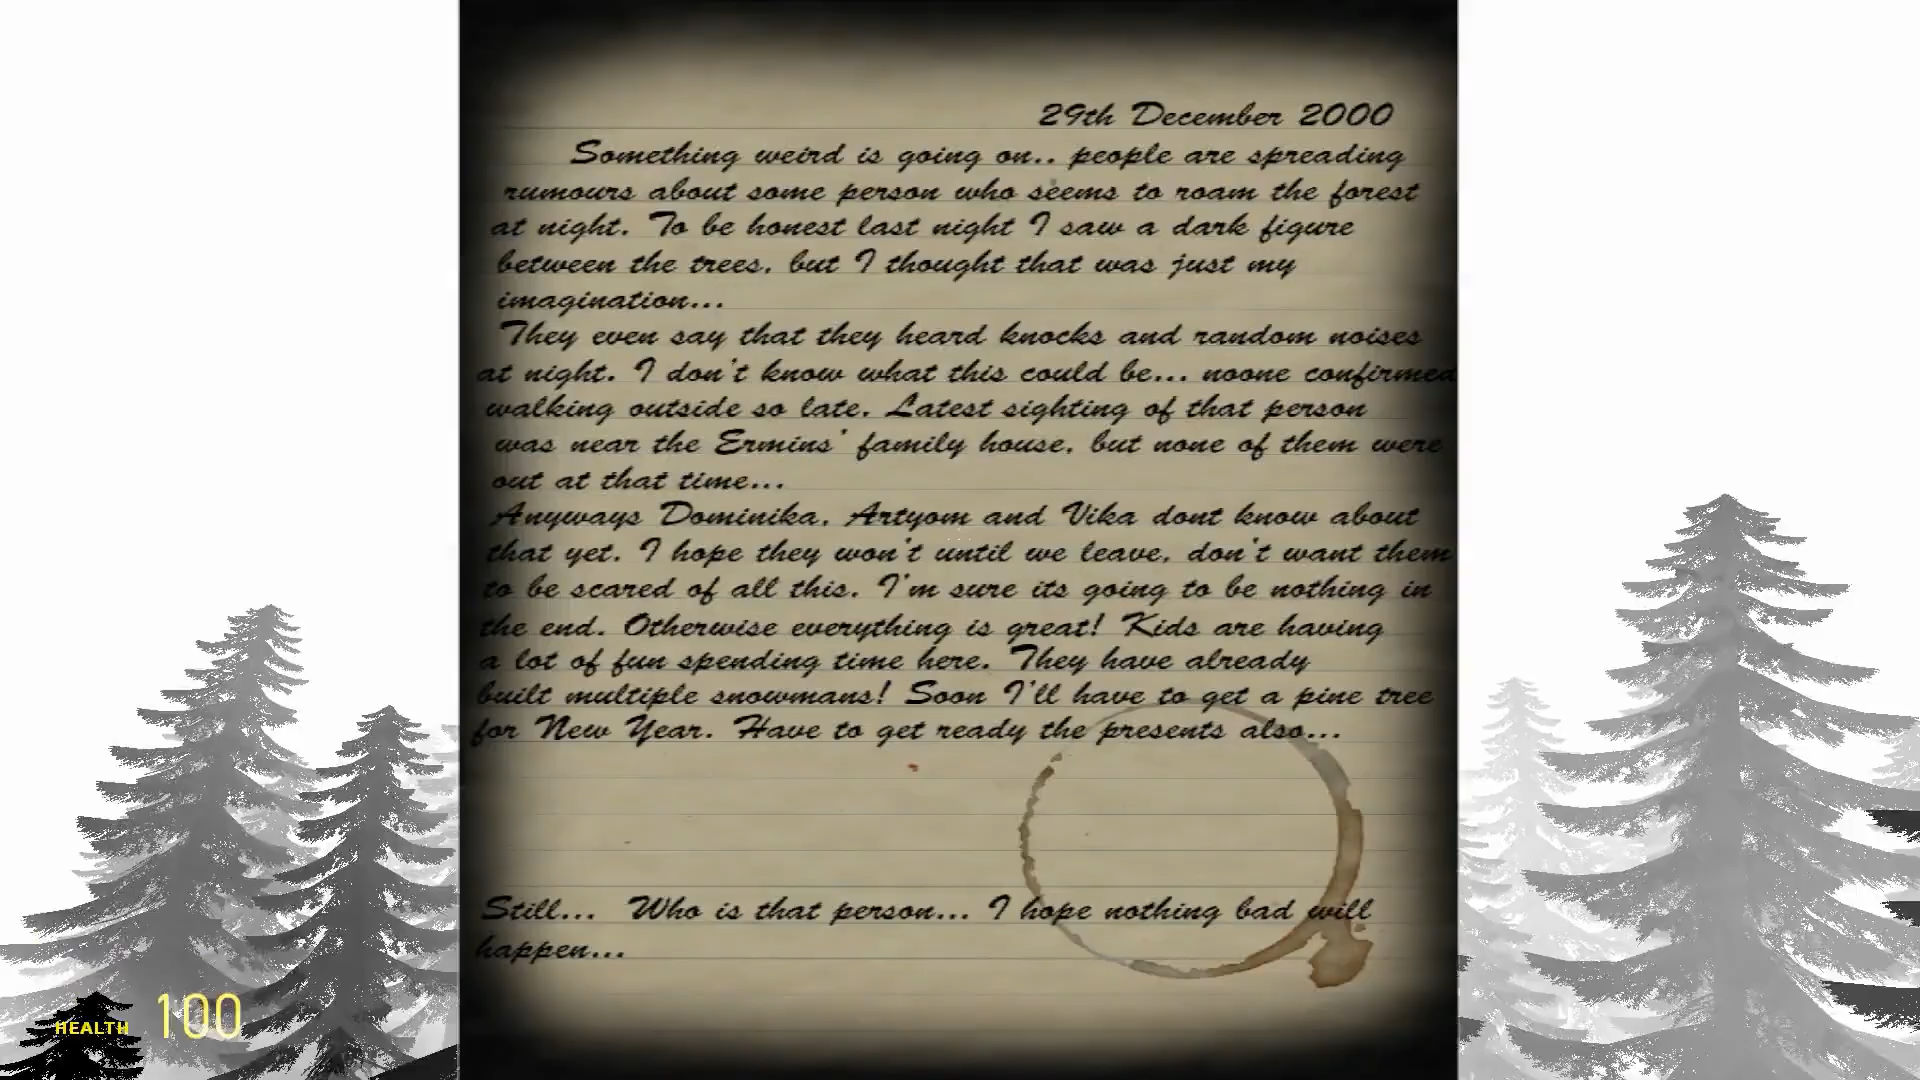 29th December 2000
Something weird is going on.. people are spreading
rumours about some person who seems to roam the forest
at night. To be honest last night I saw a dark figure
between the trees, but I thought that was just my
imagination...
They even say that they heard knocks and random noises
at night. I don't know what this could be... noone confirmed
walking outside so late. Latest sighting of that person
was near the Ermins' family house, but none of them were
out at that time...
Anyways Dominika, Artyom and Vika dont know about
that yet. I hope they won't until we leave, don't want them
to be scared of all this. I'm sure its going to be nothing in
the end. Otherwise everything is great! Kids are having
a lot of fun spending time here. They have already
built multiple snowmans! Soon I'll have to get a pine tree
for New Year. Have to get ready the presents also...
Still... Who is that person... I hope nothing bad will
happen...
HEALTH 100